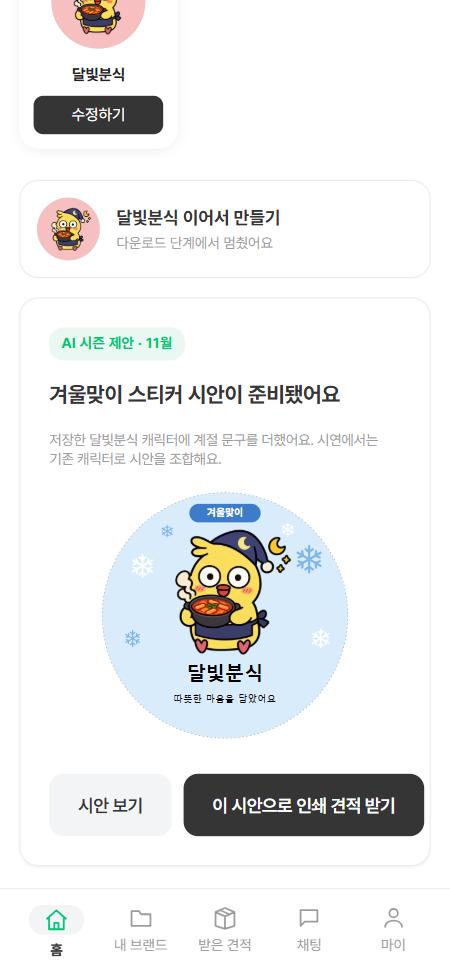 달빛분식
수정하기
달빛분식 이어서 만들기
다운로드 단계에서 멈췄어요
AI 시즌 제안 · 11월
겨울맞이 스티커 시안이 준비됐어요
저장한 달빛분식 캐릭터에 계절 문구를 더했어요. 시연에서는
기존 캐릭터로 시안을 조합해요.
겨울맞이
달빛분식
따뜻한 마음을 담았어요
시안 보기
이 시안으로 인쇄 견적 받기
홈
내 브랜드
받은 견적
채팅
마이